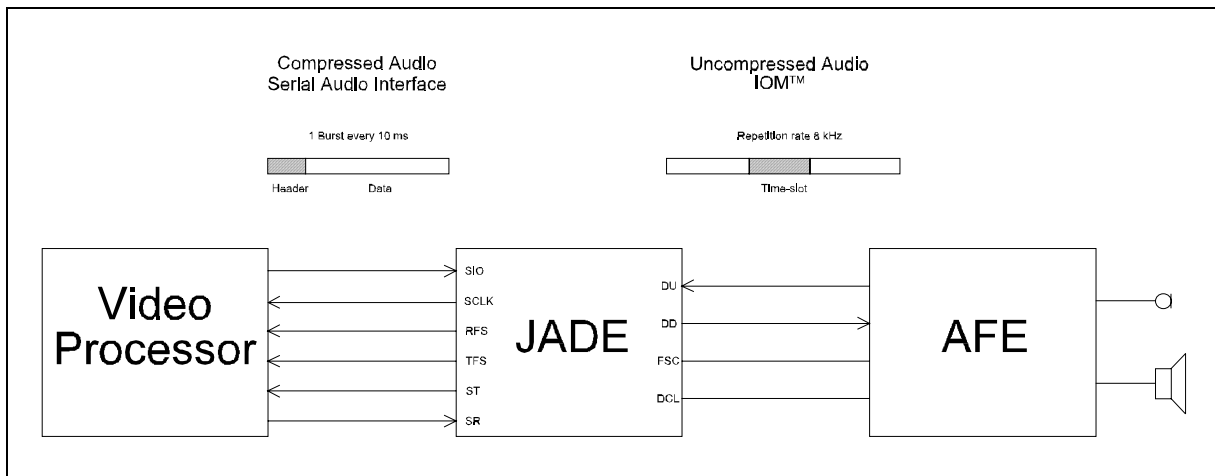 Compressed Audio
Serial Audio Interface
Uncompressed Audio
IOM™
1 Burst every 10 ms
Repetition rate 8 kHz
Header
Data
Time-slot
Video
Processor
SIO
SCLK
RFS
TFS
ST
SR
JADE
DU
DD
FSC
DCL
AFE